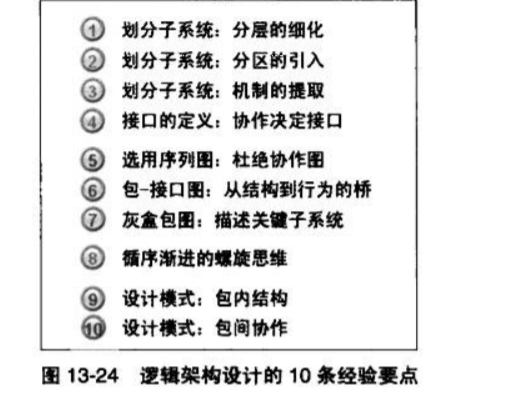 ① 划分子系统：分层的细化
② 划分子系统：分区的引入
③ 划分子系统：机制的提取
④ 接口的定义：协作决定接口
⑤ 选用序列图：杜绝协作图
⑥ 包-接口图：从结构到行为的桥
⑦ 灰盒包图：描述关键子系统
⑧ 循序渐进的螺旋思维
⑨ 设计模式：包内结构
⑩ 设计模式：包间协作
图 13-24 逻辑架构设计的 10 条经验要点